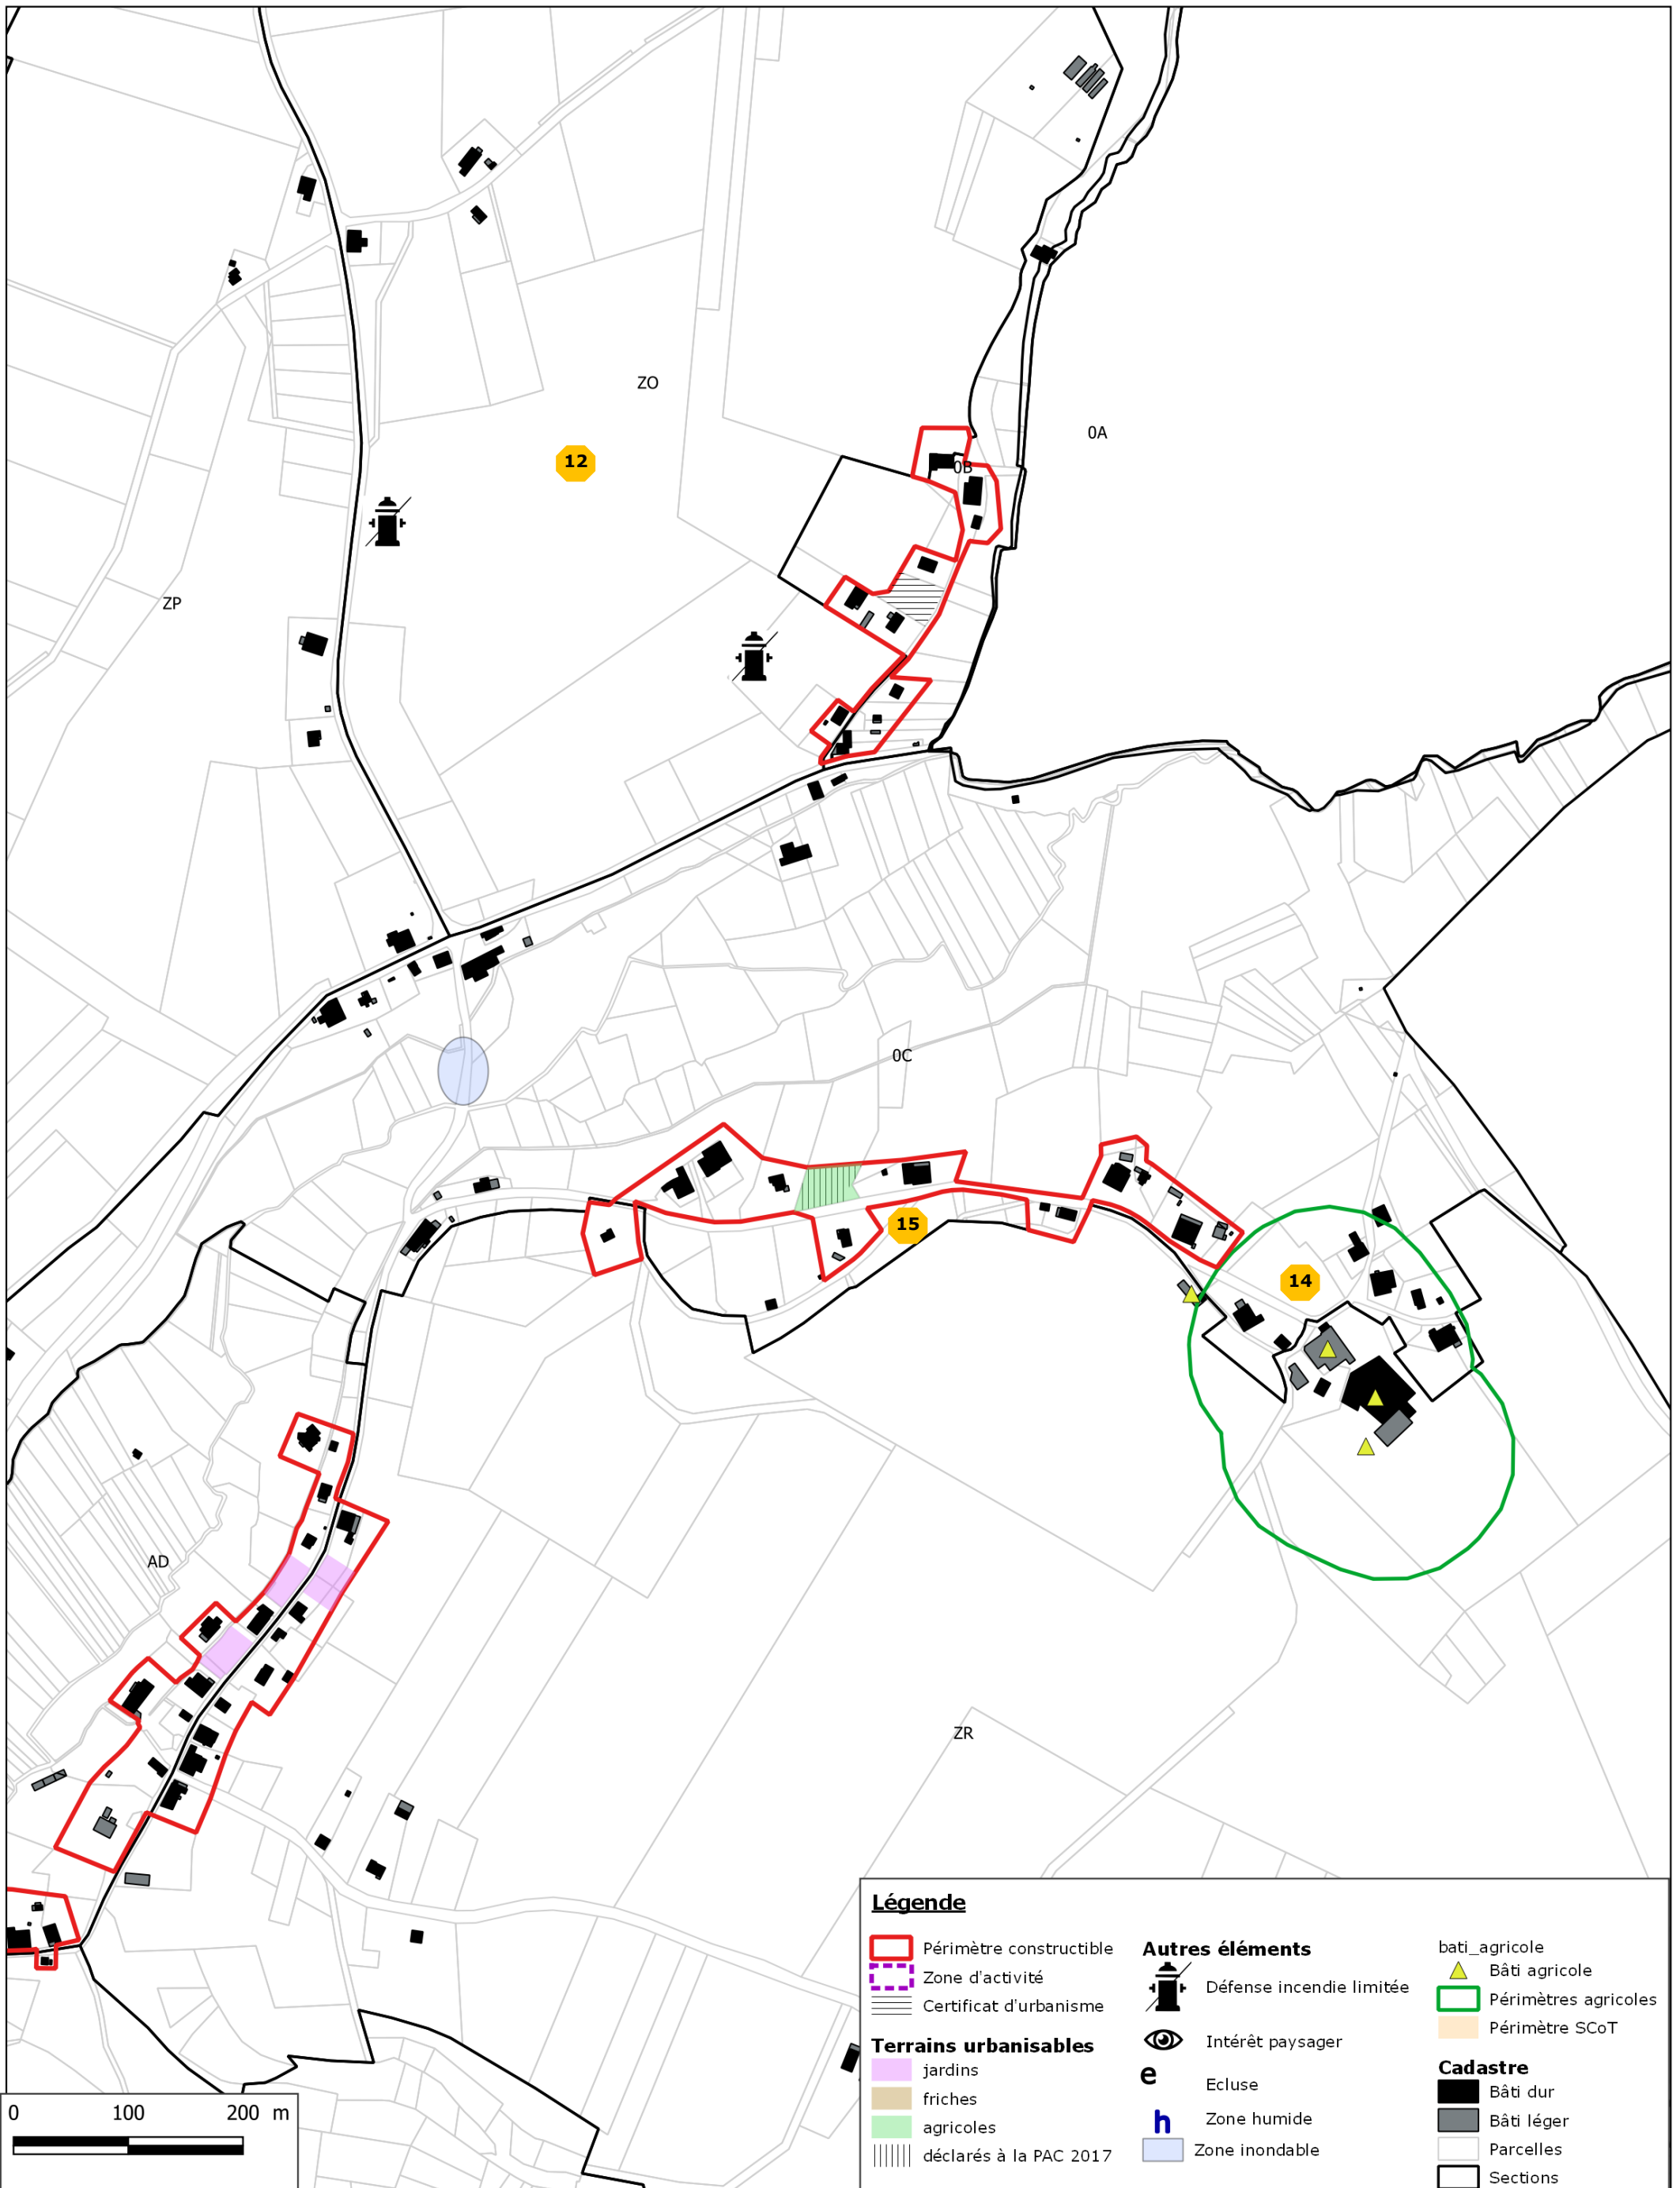 ZO
0A
12
0B
ZP
0C
15
14
AD
ZR
Légende
Périmètre constructible
Zone d'activité
Certificat d'urbanisme
Terrains urbanisables
jardins
friches
agricoles
déclarés à la PAC 2017
Autres éléments
Défense incendie limitée
Intérêt paysager
e Ecluse
h Zone humide
Zone inondable
bati_agricole
Bâti agricole
Périmètres agricoles
Périmètre SCoT
Cadastre
Bâti dur
Bâti léger
Parcelles
Sections
0 100 200 m